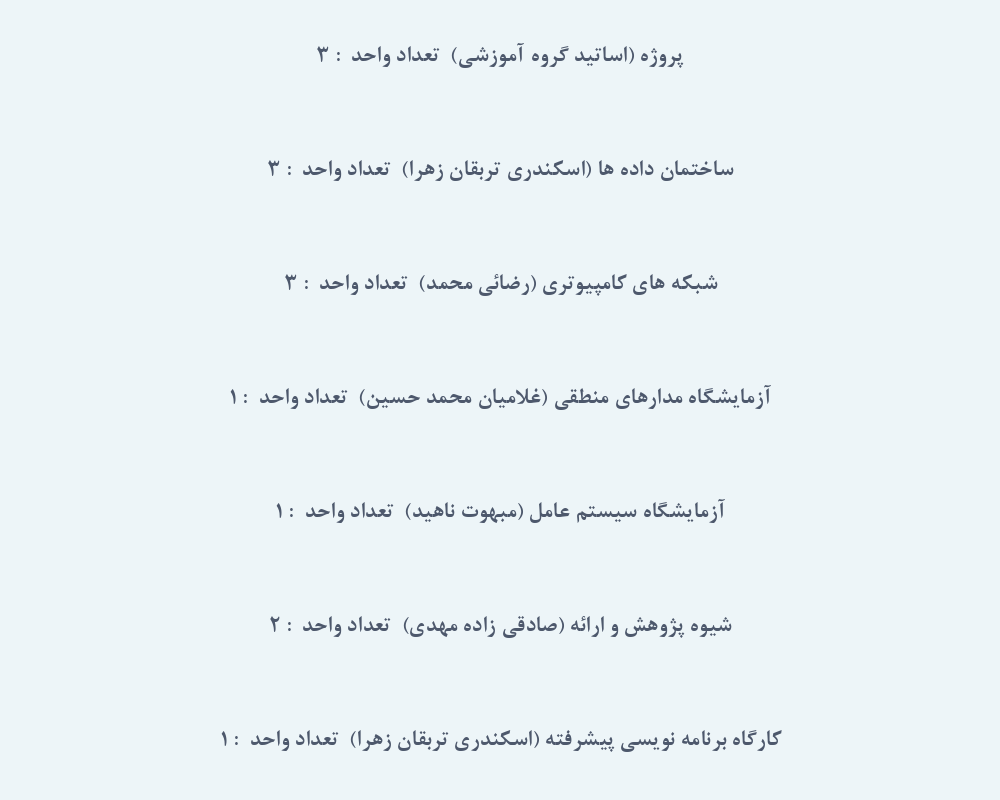 پروژه (اساتید گروه آموزشی) تعداد واحد : ۳
ساختمان داده ها (اسکندری تربقان زهرا) تعداد واحد : ۳
شبکه های کامپیوتری (رضائی محمد) تعداد واحد : ۳
آزمایشگاه مدارهای منطقی (غلامیان محمد حسین) تعداد واحد : ۱
آزمایشگاه سیستم عامل (مبهوت ناهید) تعداد واحد : ۱
شیوه پژوهش و ارائه (صادقی زاده مهدی) تعداد واحد : ۲
کارگاه برنامه نویسی پیشرفته (اسکندری تربقان زهرا) تعداد واحد : ۱